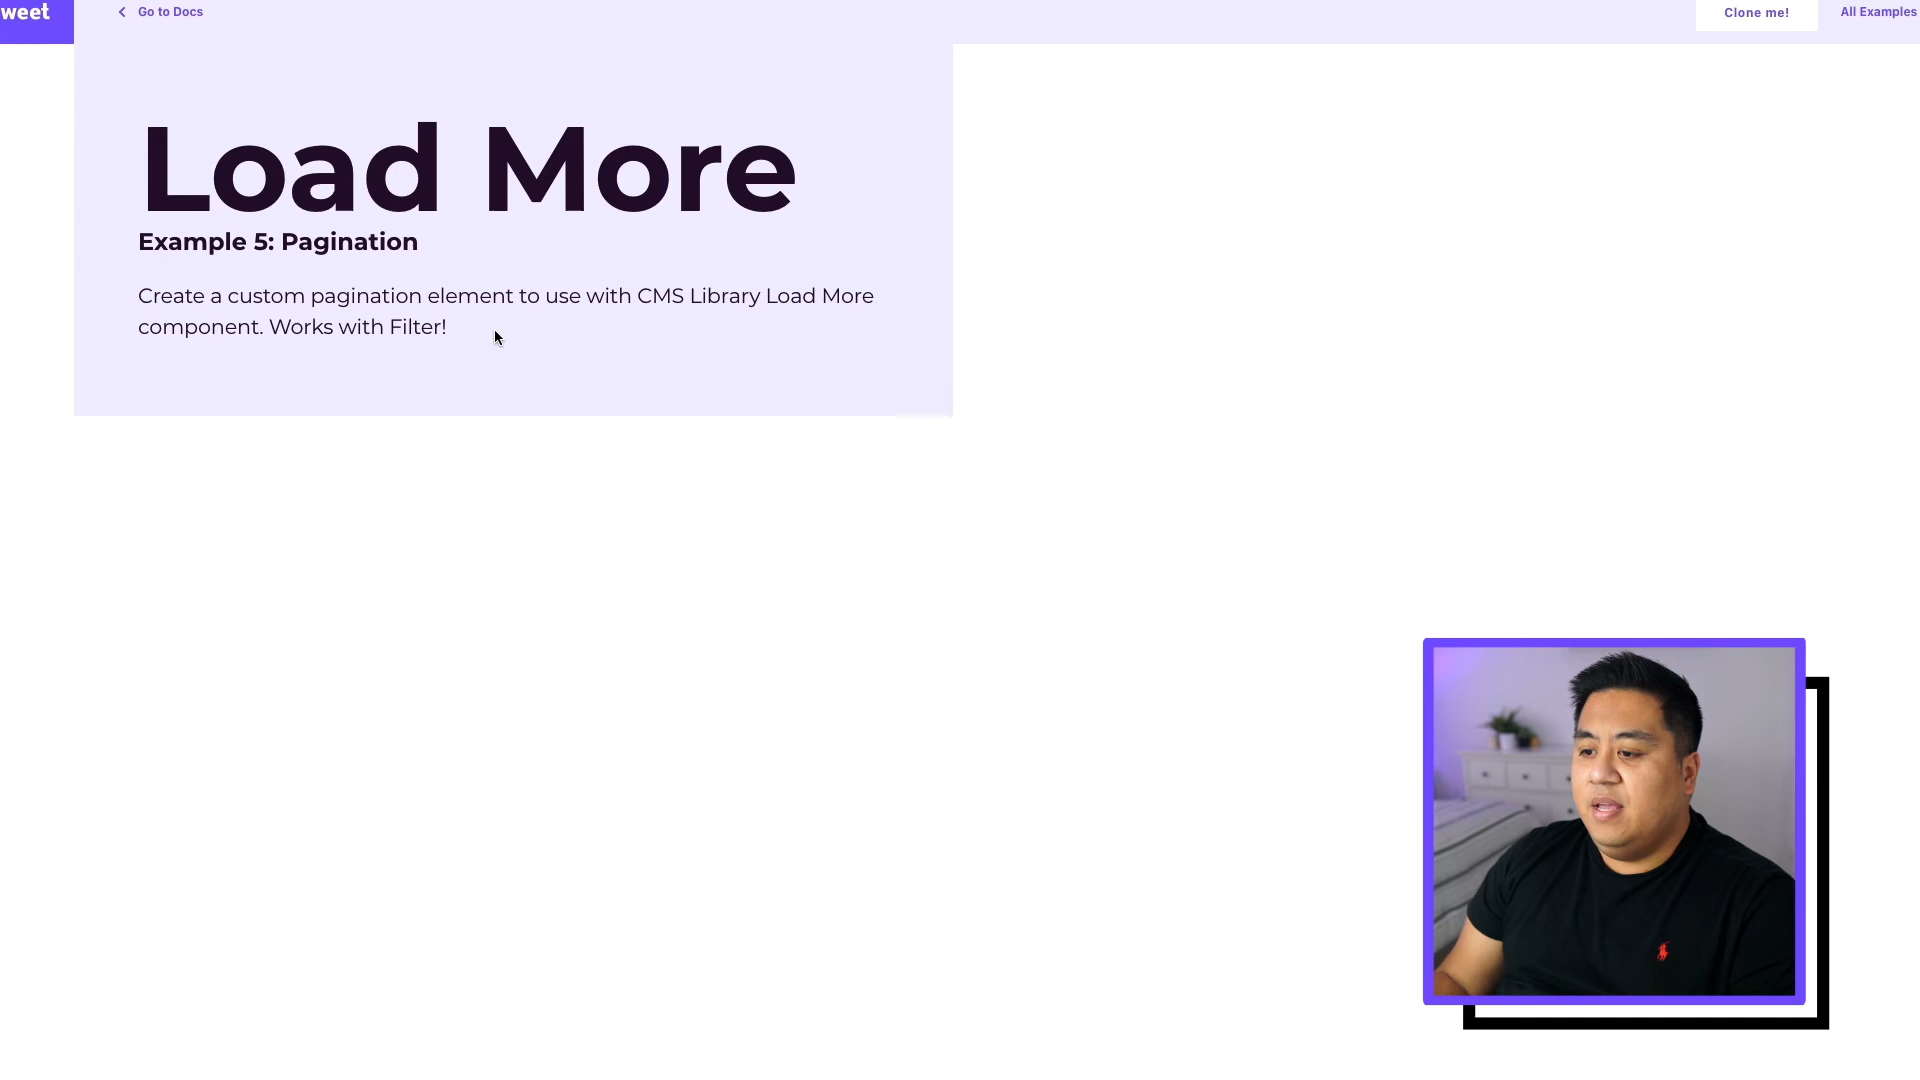 weet
Go to Docs
Clone me!
All Examples
Load More
Example 5: Pagination
Create a custom pagination element to use with CMS Library Load More
component. Works with Filter!